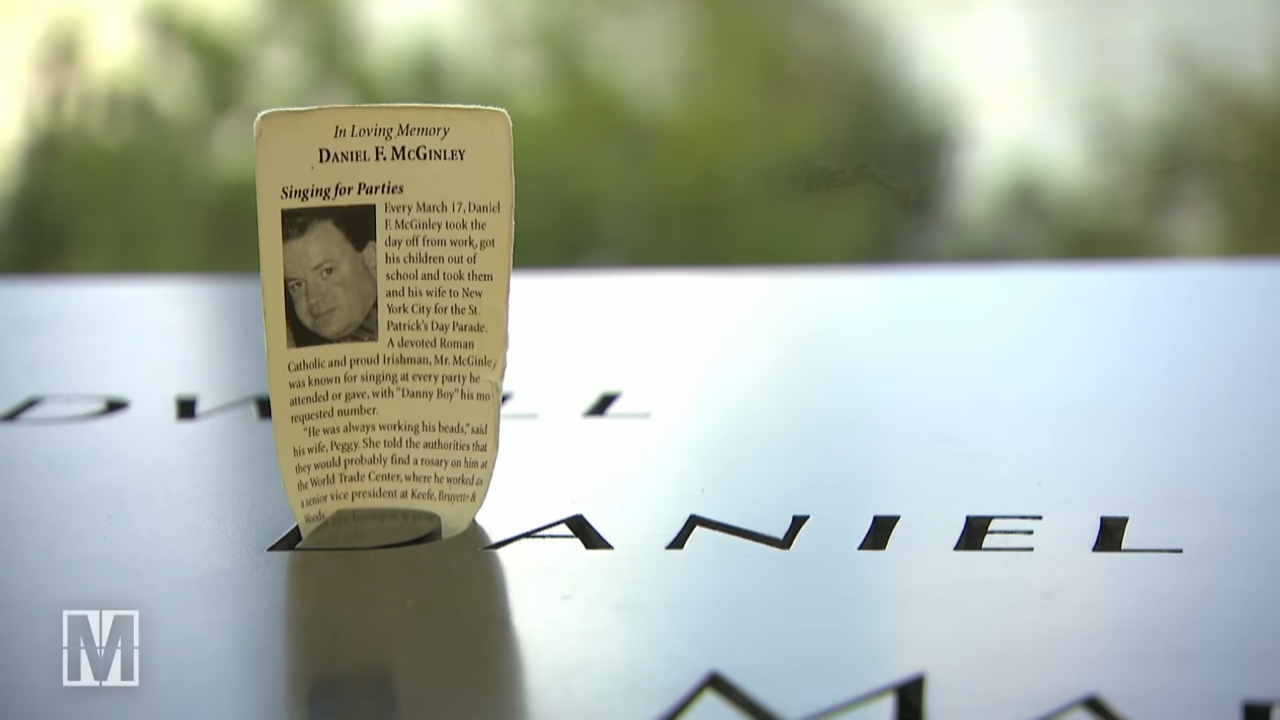 In Loving Memory
DANIEL F. MCGINLEY
Singing for Parties
Every March 17, Daniel
F. McGinley took the
day off from work, got
his children out of
school and took them
and his wife to New
York City for the St.
Patrick's Day Parade.
A devoted Roman
Catholic and proud Irishman, Mr. McGinley
was known for singing at every party he
attended or gave, with "Danny Boy" his mo
requested number.
"He was always working his beads," said
his wife, Peggy. She told the authorities that
they would probably find a rosary on him at
the World Trade Center, where he worked as
a senior vice president at Keefe, Bruyette &
Woods.
DANIEL
M